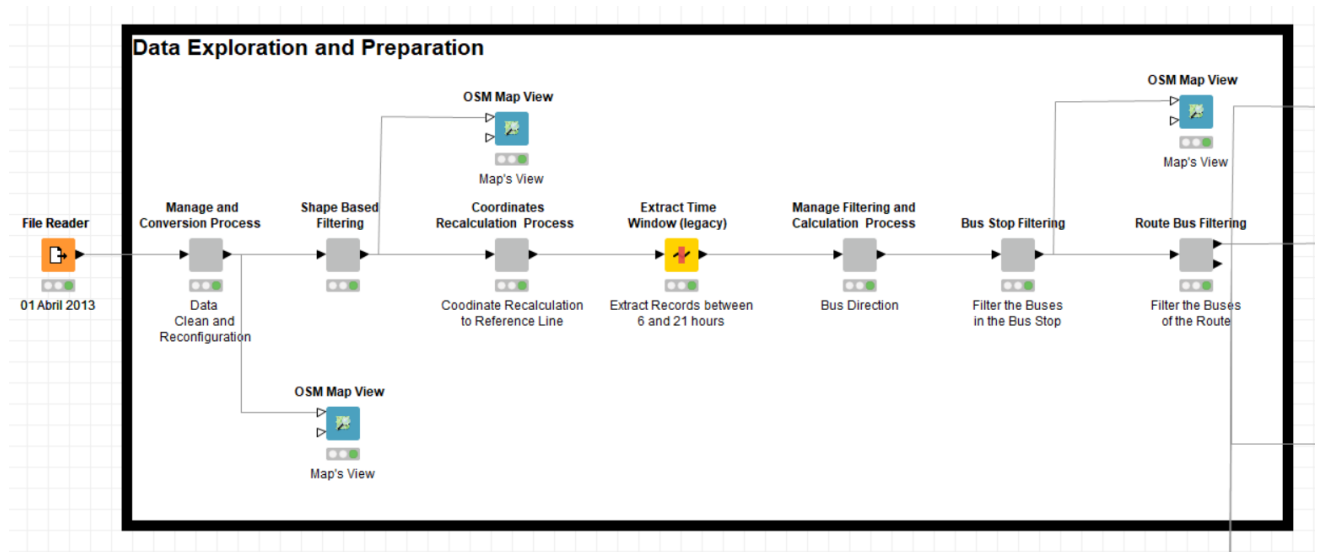 Data Exploration and Preparation
OSM Map View
Map's View
OSM Map View
Map's View
File Reader
01 Abril 2013
Manage and
Conversion Process
Data
Clean and
Reconfiguration
Shape Based
Filtering
Coordinates
Recalculation Process
Coodinate Recalculation
to Reference Line
Extract Time
Window (legacy)
Extract Records between
6 and 21 hours
Manage Filtering and
Calculation Process
Bus Direction
Bus Stop Filtering
Filter the Buses
in the Bus Stop
Route Bus Filtering
Filter the Buses
of the Route
OSM Map View
Map's View